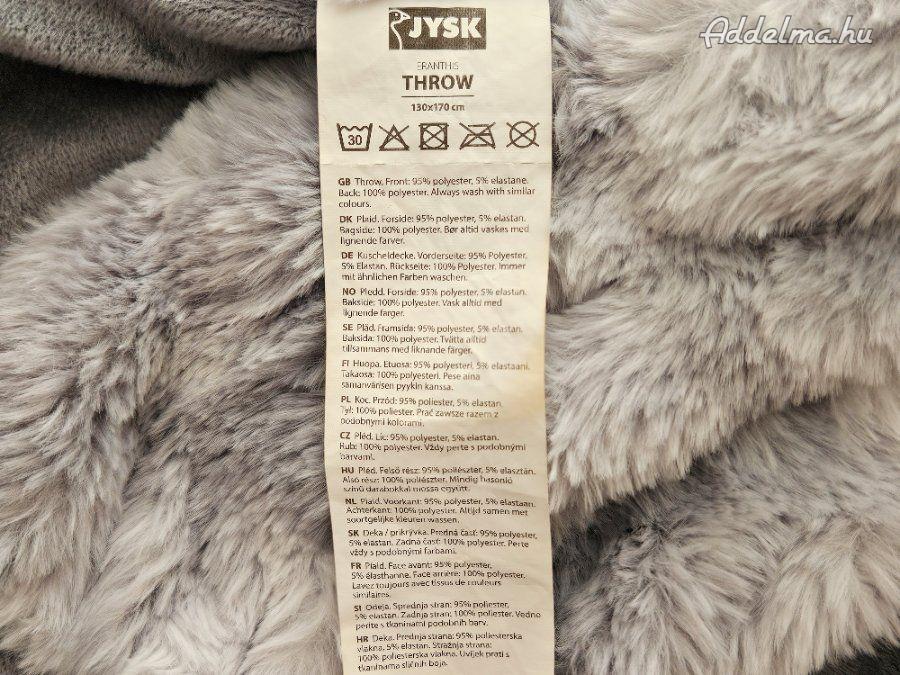 JYSK
Addelma.hu
ERANTHIS
THROW
130x170 cm
30
GB Throw. Front: 95% polyester, 5% elastane.
Back: 100% polyester. Always wash with similar
colours.
DK Plaid. Forside: 95% polyester, 5% elastan.
Bagside: 100% polyester. Bør altid vaskes med
lignende farver.
DE Kuscheldecke. Vorderseite: 95% Polyester,
5% Elastan. Rückseite: 100% Polyester. Immer
mit ähnlichen Farben waschen.
NO Pledd. Forside: 95% polyester, 5% elastan.
Bakside: 100% polyester. Vask alltid med
lignende farger.
SE Pläd. Framsida: 95% polyester, 5% elastan.
Baksida: 100% polyester. Tvätta alltid
tillsammans med liknande färger.
FI Huopa. Etuosa: 95% polyesteri, 5% elastaani.
Takaosa: 100% polyesteri. Pese aina
samanvärisen pyykin kanssa.
PL Koc. Przód: 95% poliester, 5% elastan.
Tył: 100% poliester. Prać zawsze razem z
podobnymi kolorami.
CZ Pléd. Líc: 95% polyester, 5% elastan.
Rub: 100% polyester. Vždy perte s podobnými
barvami.
HU Pléd. Felső rész: 95% poliészter, 5% elasztán.
Alsó rész: 100% poliészter. Mindig hasonló
színű darabokkal mossa együtt.
NL Plaid. Voorkant: 95% polyester, 5% elastaan.
Achterkant: 100% polyester. Altijd samen met
soortgelijke kleuren wassen.
SK Deka / prikrývka. Predná časť: 95% polyester,
5% elastan. Zadná časť: 100% polyester. Perte
vždy s podobnými farbami.
FR Plaid. Face avant: 95% polyester,
5% élasthanne. Face arrière: 100% polyester.
Lavez toujours avec tissus de couleurs
similaires.
SI Odeja. Sprednja stran: 95% poliester,
5% elastan. Zadnja stran: 100% poliester. Vedno
perite s tkaninami podobnih barv.
HR Deka. Prednja strana: 95% poliesterska
vlakna, 5% elastan. Stražnja strana:
100% poliesterska vlakna. Uvijek prati s
tkaninama sličnih boja.